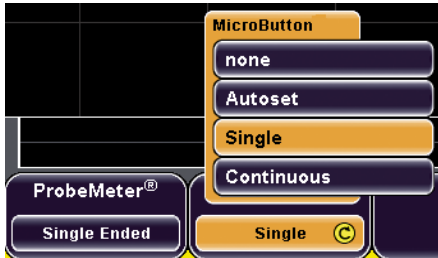 MicroButton
none
Autoset
Single
Continuous
ProbeMeter®
Single Ended
Single C